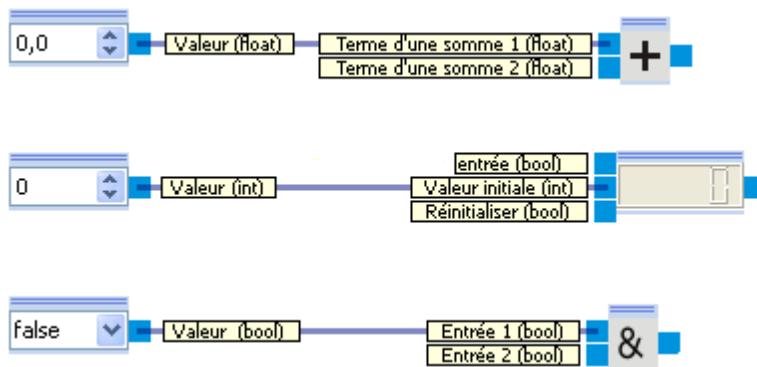 0,0 Valeur (float) Terme d'une somme 1 (float) +
Terme d'une somme 2 (float)
entrée (bool)
0 Valeur (int) Valeur initiale (int) 0
Réinitialiser (bool)
false Valeur (bool) Entrée 1 (bool) &
Entrée 2 (bool)